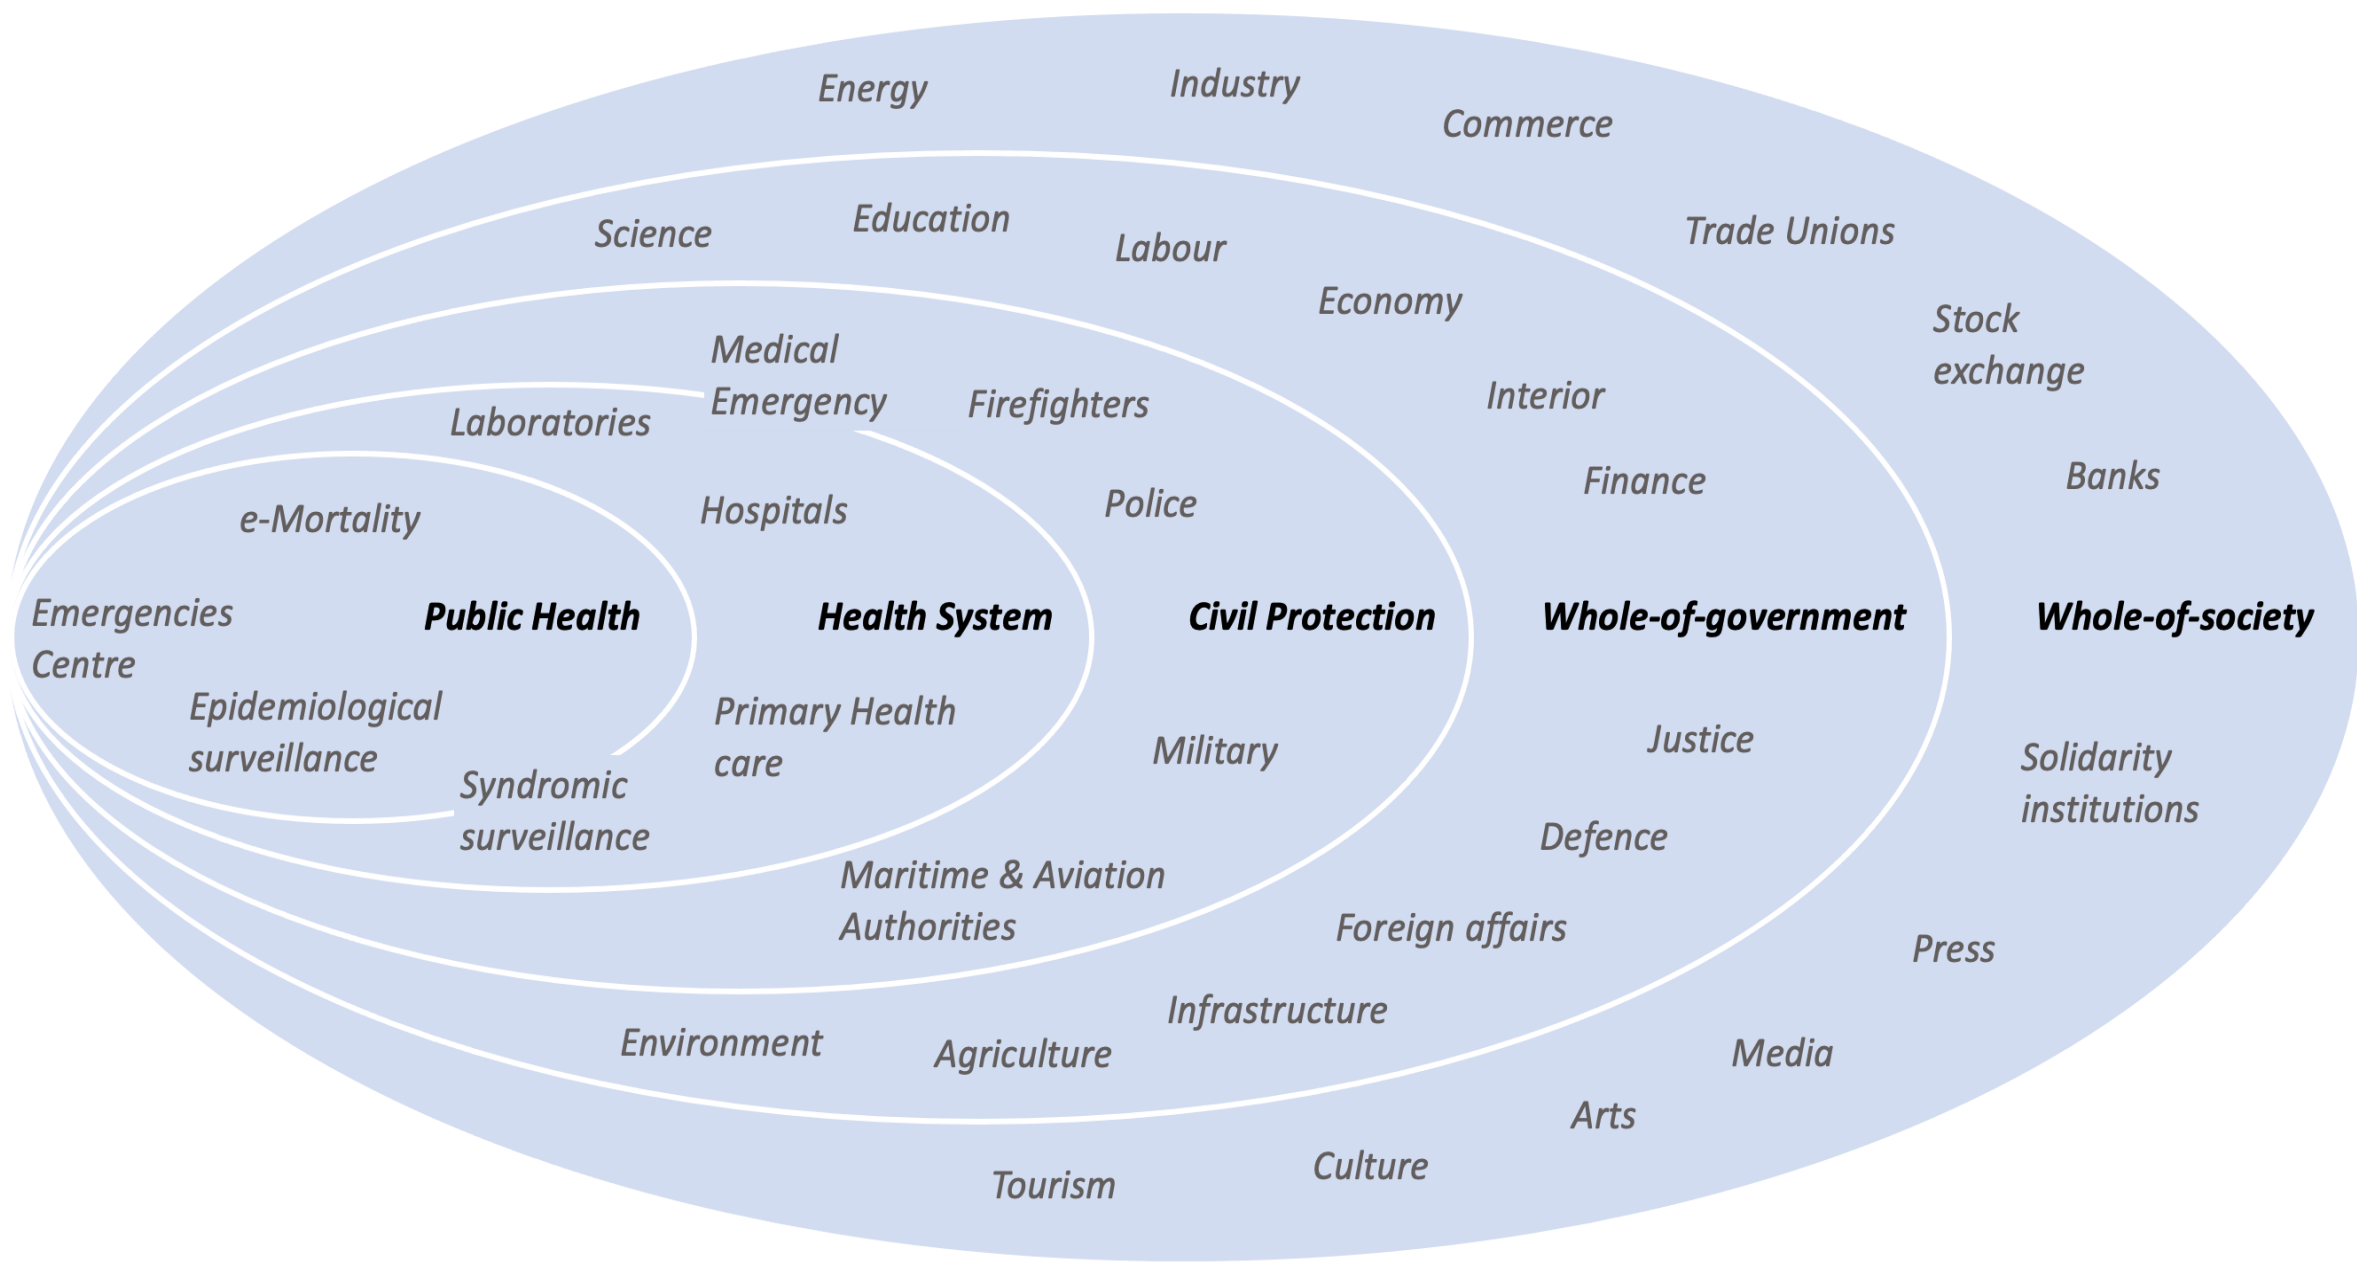 Energy
Industry
Commerce
Science
Education
Labour
Trade Unions
Economy
Stock
exchange
Medical
Emergency
Firefighters
Interior
Laboratories
Hospitals
Police
Finance
Banks
e-Mortality
Emergencies
Centre
Public Health
Health System
Civil Protection
Whole-of-government
Whole-of-society
Epidemiological
surveillance
Primary Health
care
Military
Justice
Solidarity
institutions
Syndromic
surveillance
Defence
Maritime & Aviation
Authorities
Foreign affairs
Press
Infrastructure
Environment
Agriculture
Media
Arts
Culture
Tourism